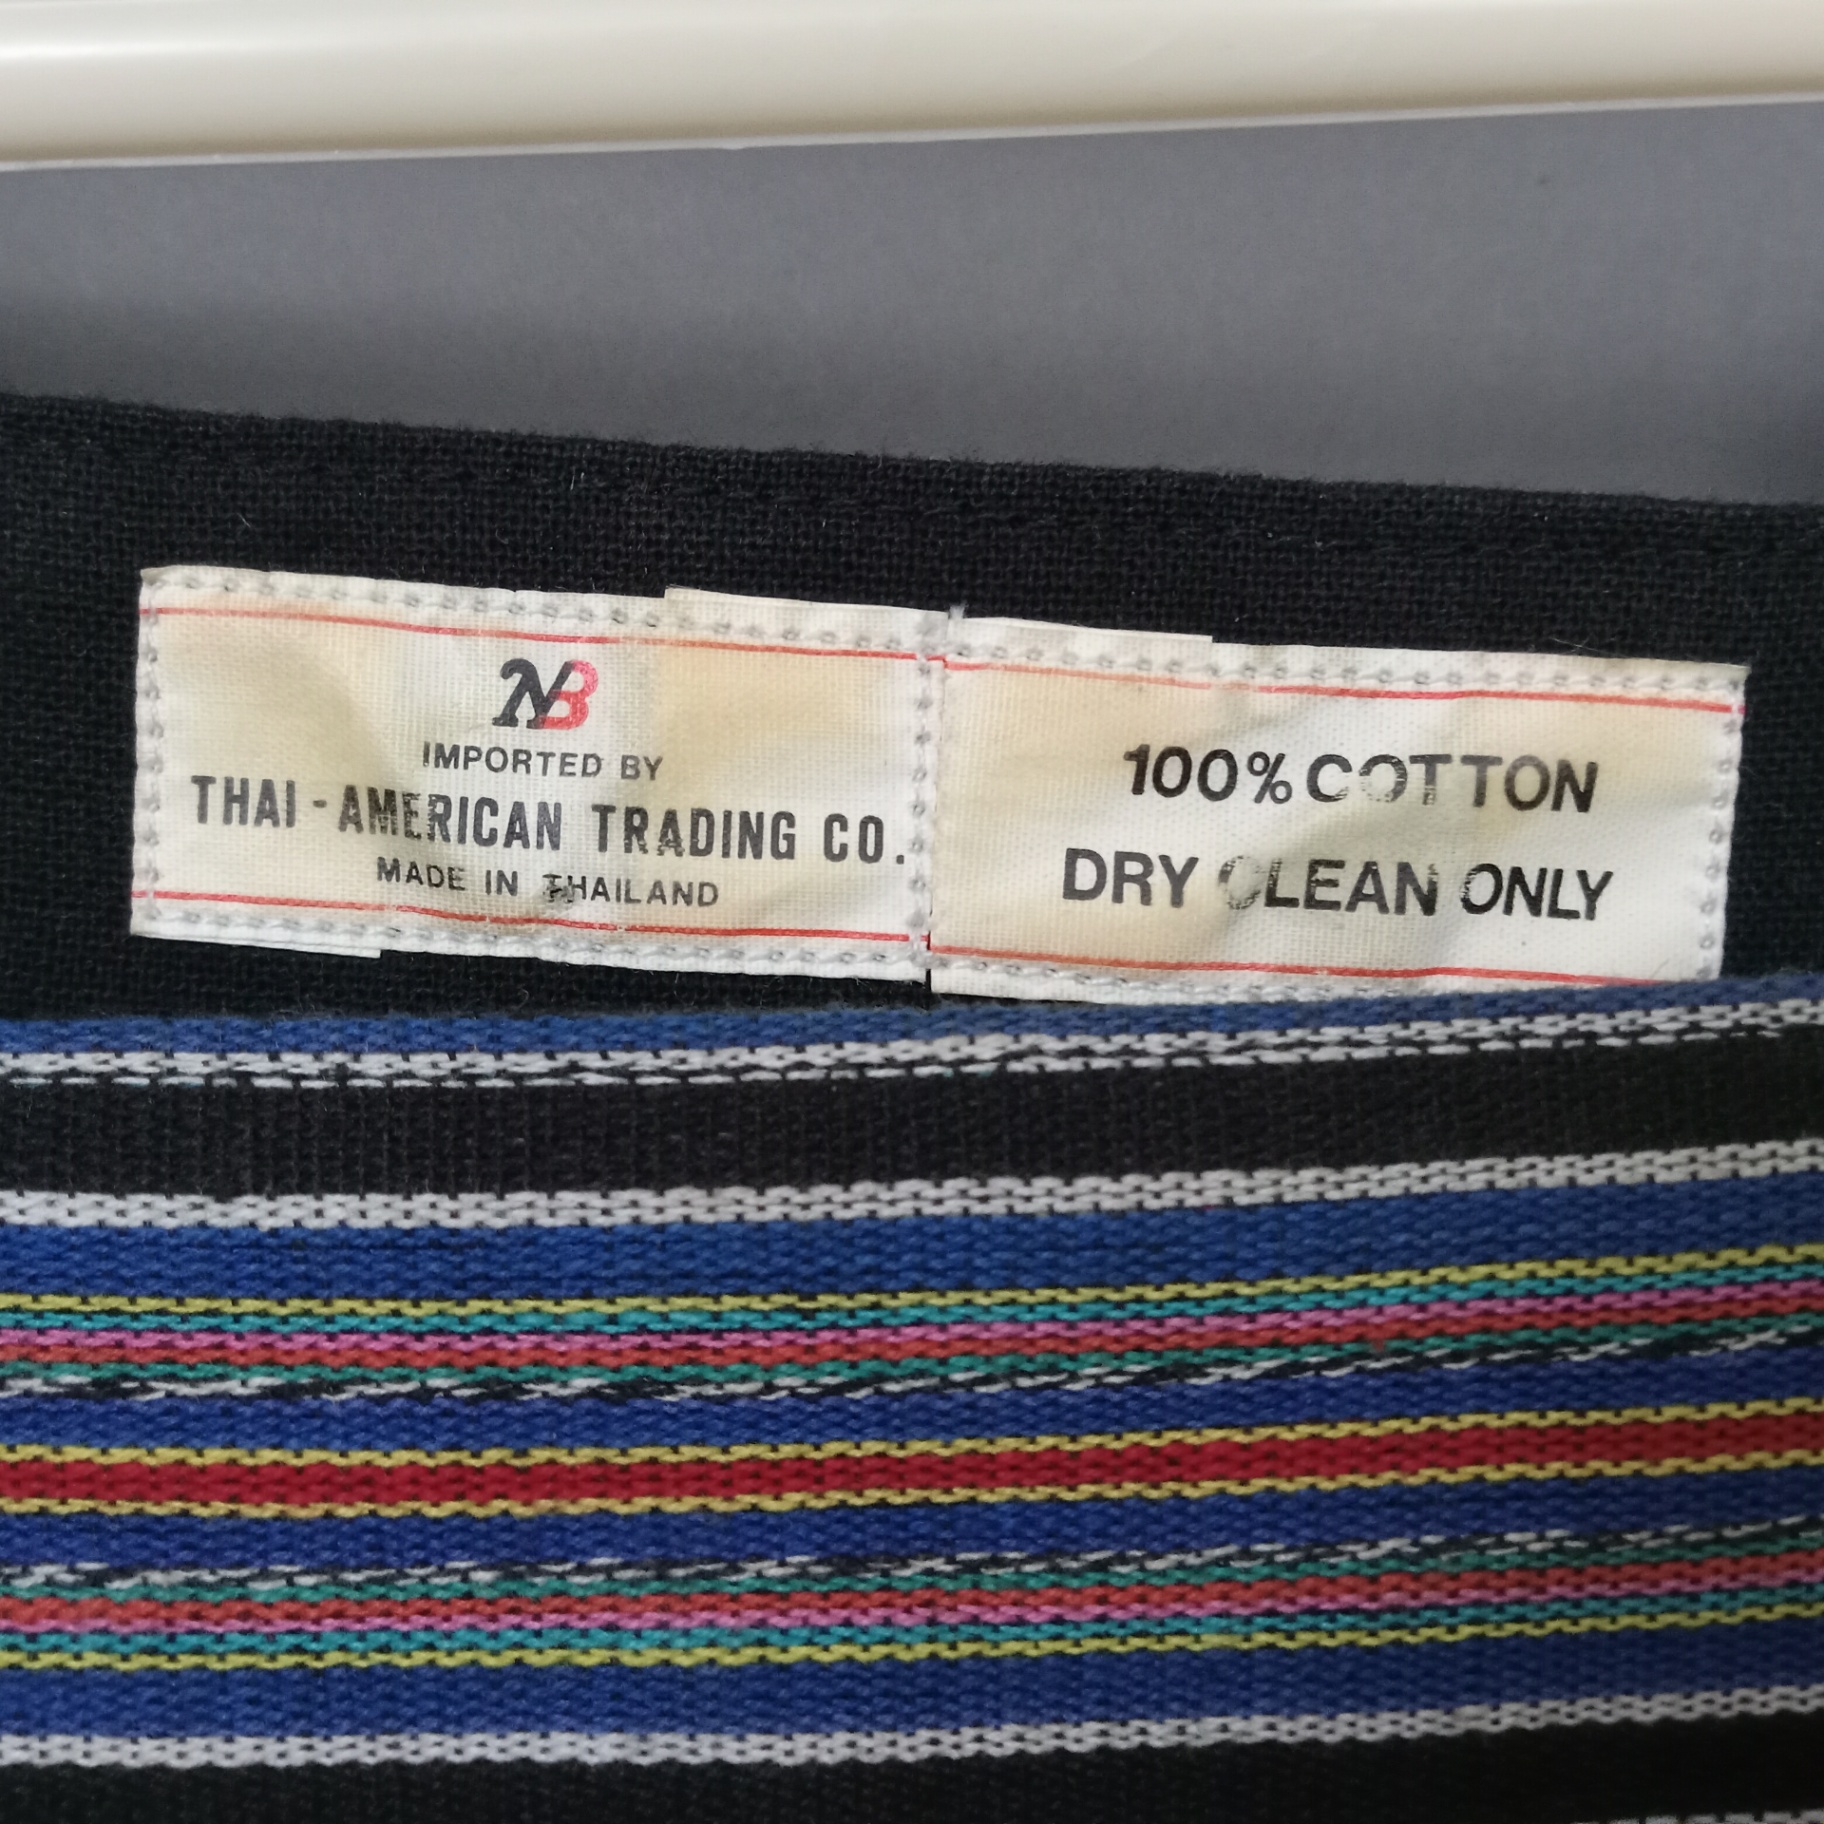 NB
IMPORTED BY
THAI-AMERICAN TRADING CO.
MADE IN THAILAND
100% COTTON
DRY CLEAN ONLY